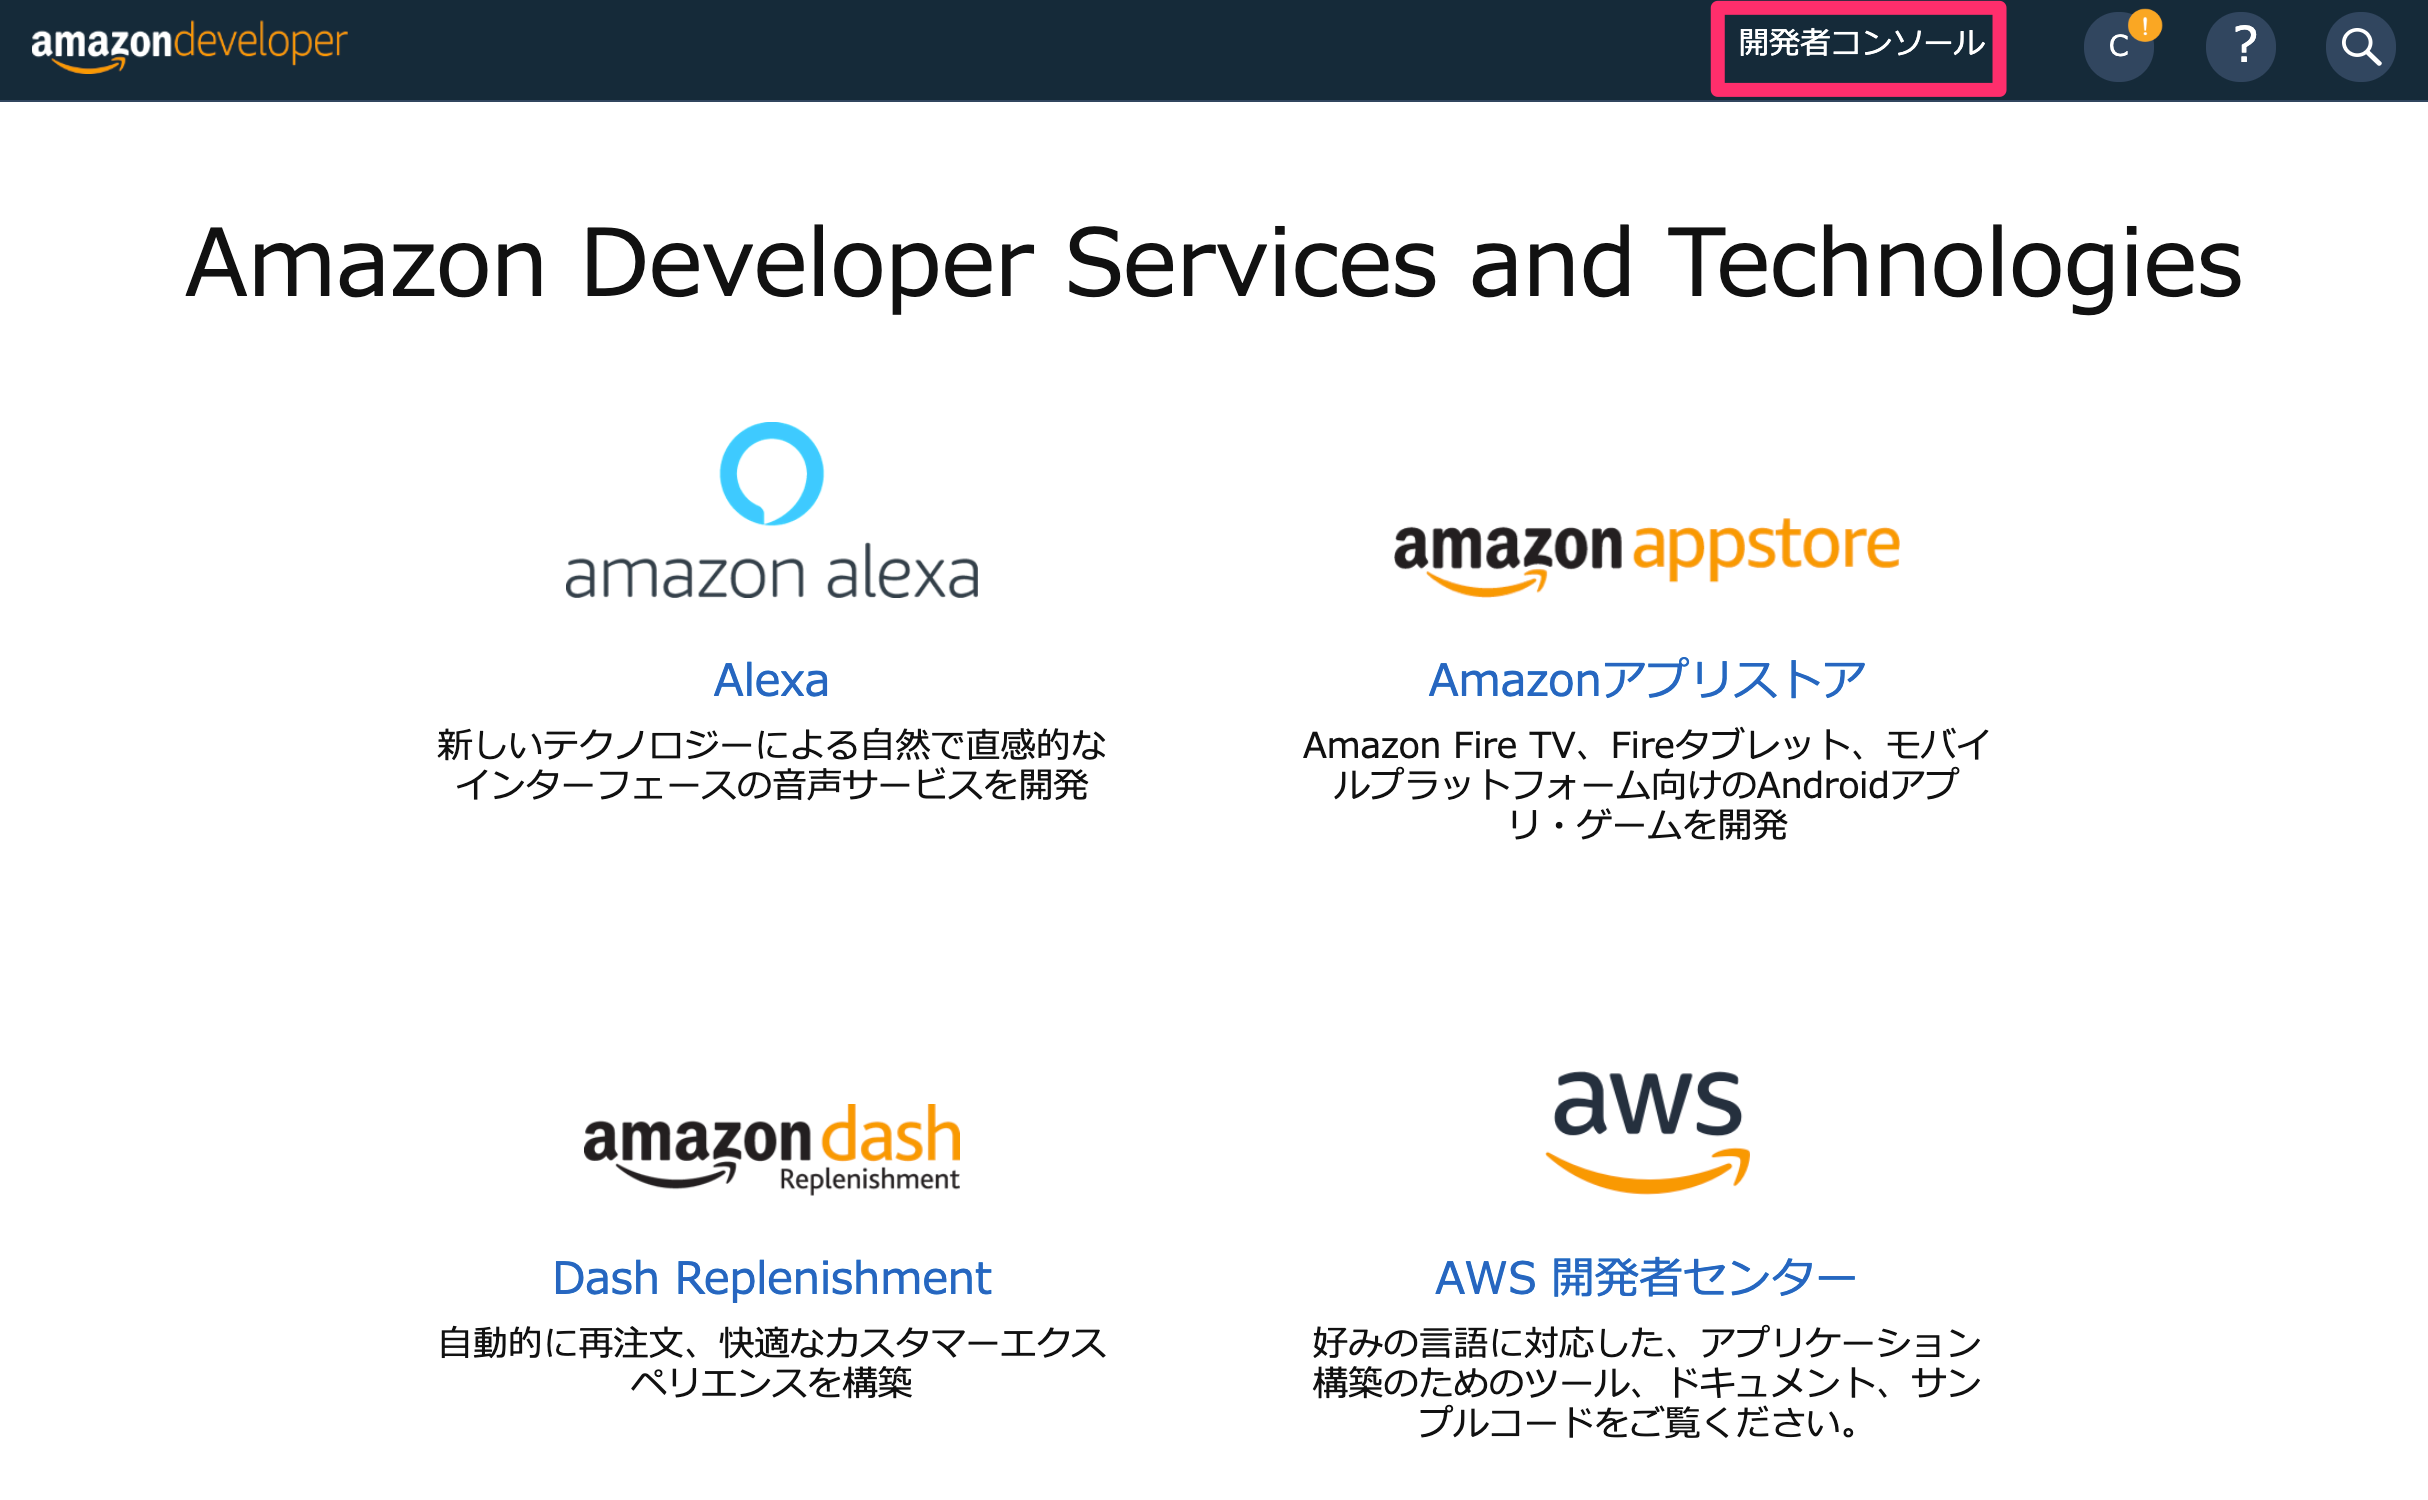 amazondeveloper
開発者コンソール
C
!
?
Amazon Developer Services and Technologies
amazon alexa
Alexa
新しいテクノロジーによる自然で直感的な
インターフェースの音声サービスを開発
amazon appstore
Amazonアプリストア
Amazon Fire TV、Fireタブレット、モバイ
ルプラットフォーム向けのAndroidアプ
リ・ゲームを開発
amazon dash
Replenishment
Dash Replenishment
自動的に再注文、快適なカスタマーエクス
ペリエンスを構築
aws
AWS 開発者センター
好みの言語に対応した、アプリケーション
構築のためのツール、ドキュメント、サン
プルコードをご覧ください。